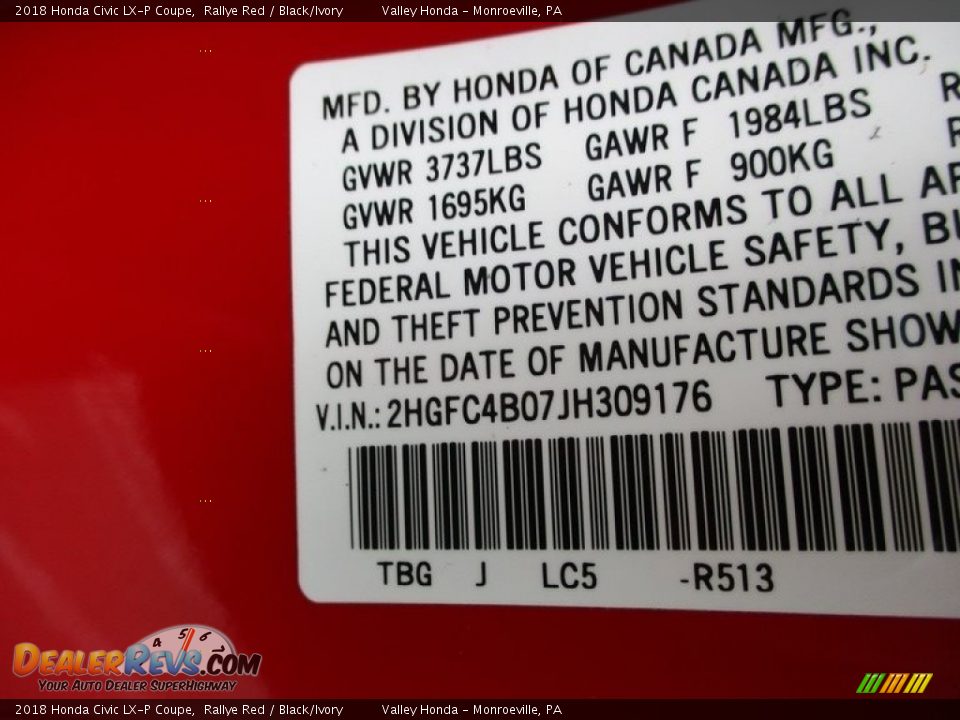 2018 Honda Civic LX-P Coupe, Rallye Red / Black/Ivory Valley Honda - Monroeville, PA
...
...
...
...
MFD. BY HONDA OF CANADA MFG.,
A DIVISION OF HONDA CANADA INC.
GVWR 3737LBS GAWR F 1984LBS R
GVWR 1695KG GAWR F 900KG R
THIS VEHICLE CONFORMS TO ALL AP
FEDERAL MOTOR VEHICLE SAFETY, BU
AND THEFT PREVENTION STANDARDS IN
ON THE DATE OF MANUFACTURE SHOW
V.I.N.: 2HGFC4B07JH309176 TYPE: PAS
TBG J LC5 -R513
4 5 6
DEALERREVS.COM
YOUR AUTO DEALER SUPERHIGHWAY
2018 Honda Civic LX-P Coupe, Rallye Red / Black/Ivory Valley Honda - Monroeville, PA